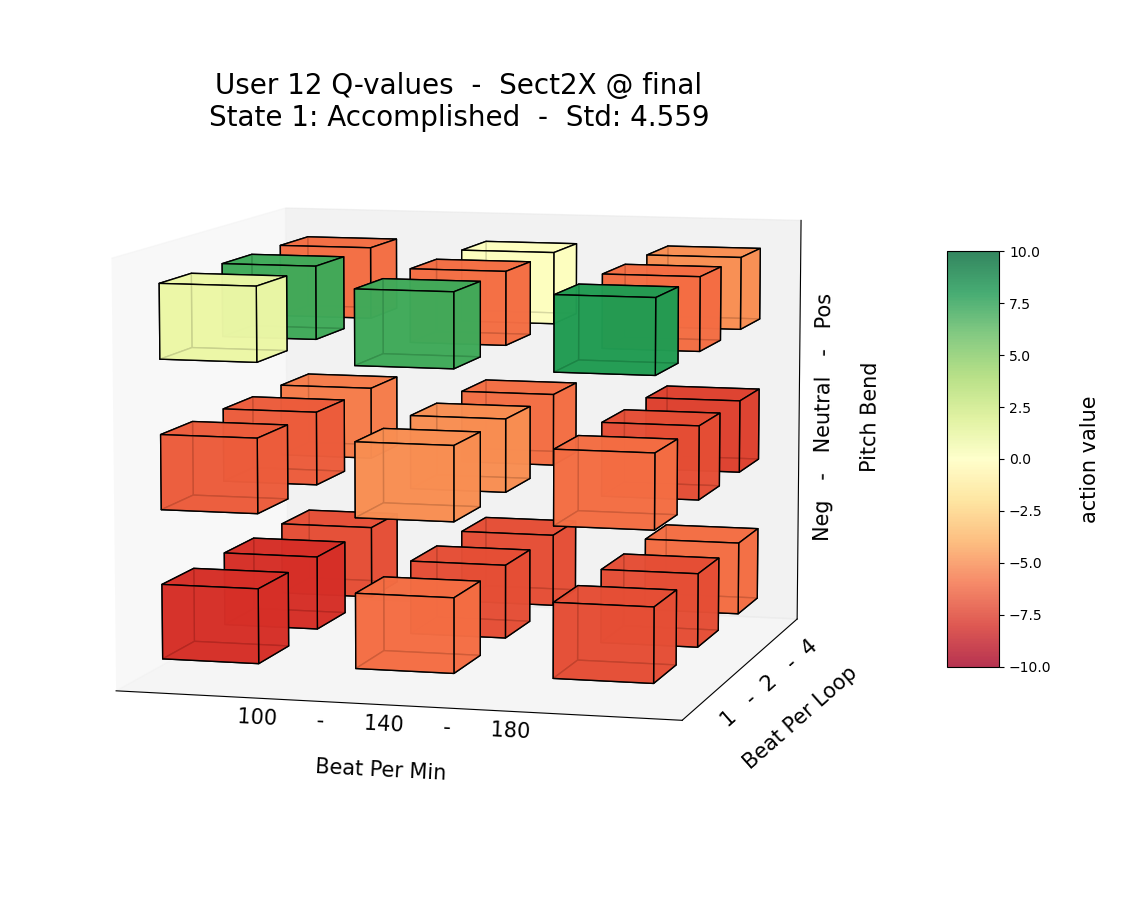 User 12 Q-values  -  Sect2X @ final
State 1: Accomplished  -  Std: 4.559
Neg   -   Neutral   -   Pos
Pitch Bend
100   -   140   -   180
Beat Per Min
1  -  2  -  4
Beat Per Loop
10.0
7.5
5.0
2.5
0.0
−2.5
−5.0
−7.5
−10.0
action value